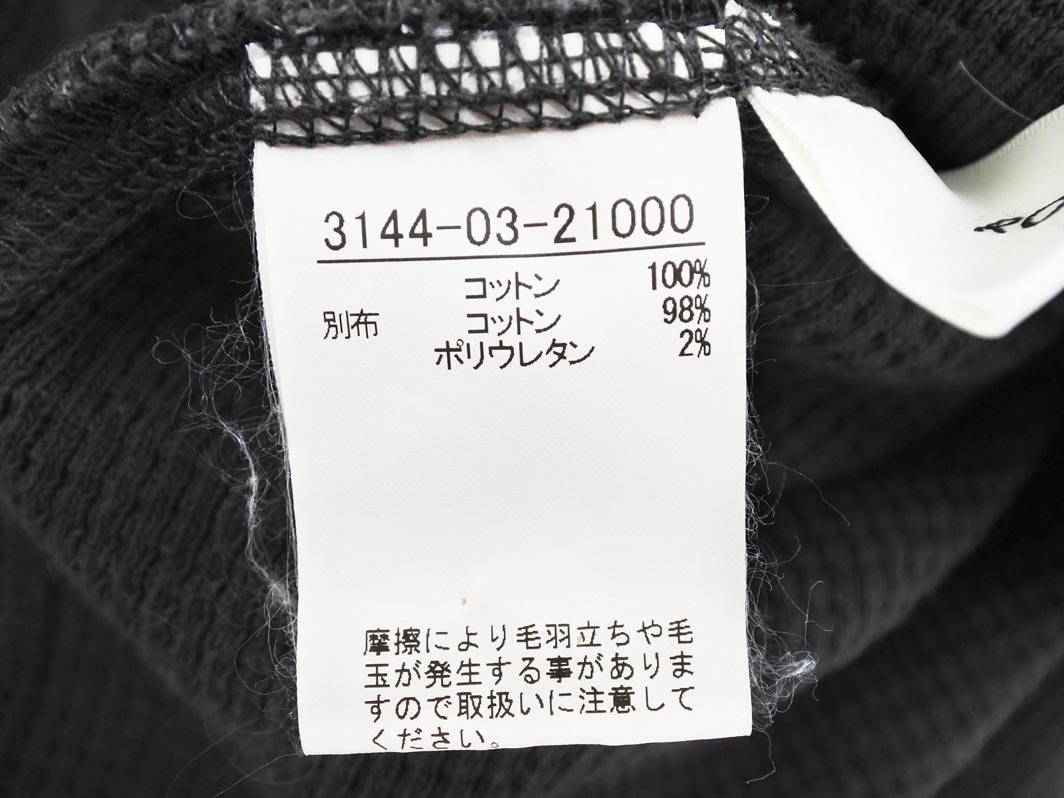 3144-03-21000
コットン 100%
別布 コットン 98%
ポリウレタン 2%
摩擦により毛羽立ちや毛
玉が発生する事がありま
すので取扱いに注意して
ください。